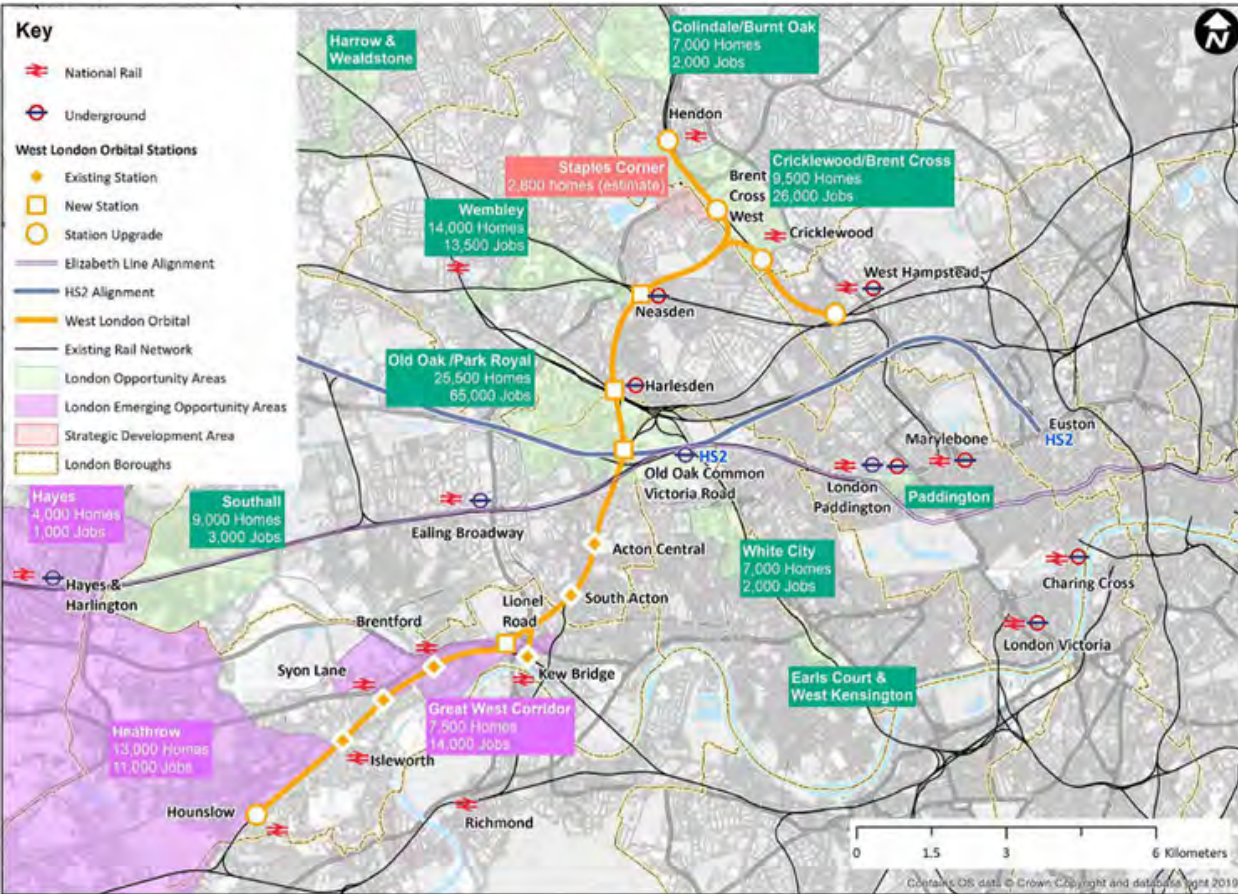 Key
National Rail
Underground
West London Orbital Stations
Existing Station
New Station
Station Upgrade
Elizabeth Line Alignment
HS2 Alignment
West London Orbital
Existing Rail Network
London Opportunity Areas
London Emerging Opportunity Areas
Strategic Development Area
London Boroughs
Harrow &
Wealdstone
Colindale/Burnt Oak
7,000 Homes
2,000 Jobs
N
Hendon
Staples Corner
2,800 homes (estimate)
Brent
Cross
West
Cricklewood/Brent Cross
9,500 Homes
26,000 Jobs
Wembley
14,000 Homes
13,500 Jobs
Cricklewood
West Hampstead
Neasden
Old Oak /Park Royal
25,500 Homes
65,000 Jobs
Harlesden
Euston
HS2
Marylebone
HS2
Old Oak Common
Victoria Road
London
Paddington
Paddington
Hayes
4,000 Homes
1,000 Jobs
Southall
9,000 Homes
3,000 Jobs
Ealing Broadway
Acton Central
White City
7,000 Homes
2,000 Jobs
Charing Cross
Hayes &
Harlington
South Acton
Lionel
Road
Brentford
London Victoria
Syon Lane
Kew Bridge
Earls Court &
West Kensington
Great West Corridor
7,500 Homes
14,000 Jobs
Heathrow
13,000 Homes
11,000 Jobs
Isleworth
Hounslow
Richmond
0 1.5 3 6 Kilometers
Contains OS data © Crown Copyright and database right 2019